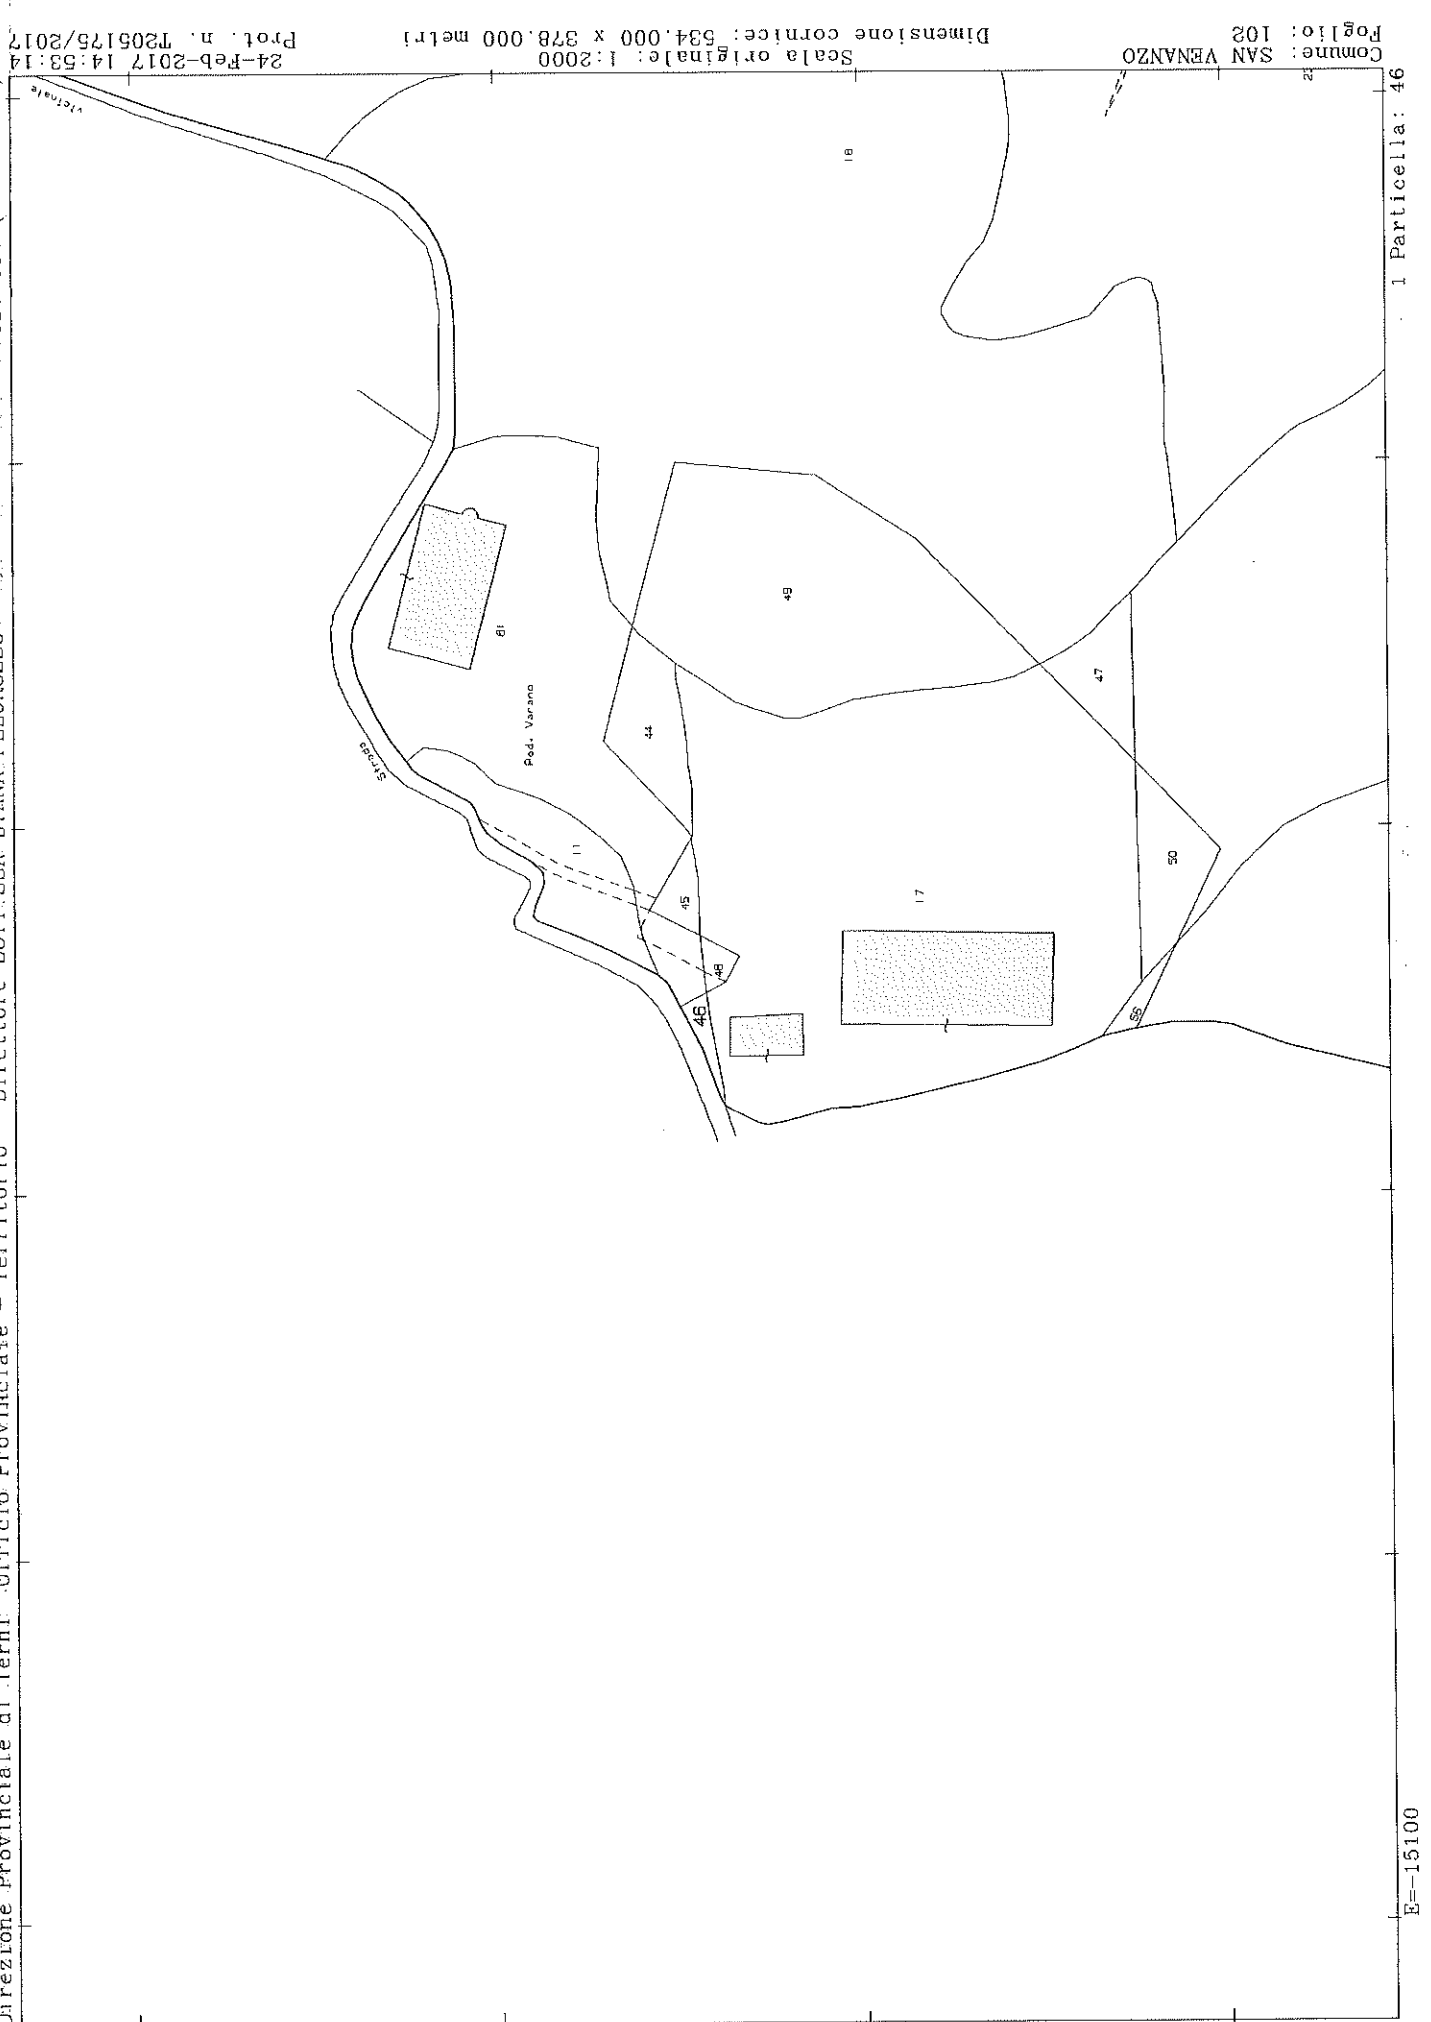 Comune: SAN VENANZO
Foglio: 102
Scala originale: 1:2000
Dimensione cornice: 534.000 x 378.000 metri
24-Feb-2017 14:53:14
Prot. n. T205175/2017
1 Particella: 46
E=-15100
Direzione Provinciale di Terni Ufficio Provinciale - Territorio Direttore
vicinale
Strada
Pod. Varano
18
81
49
44
47
11
45
17
50
48
46
56